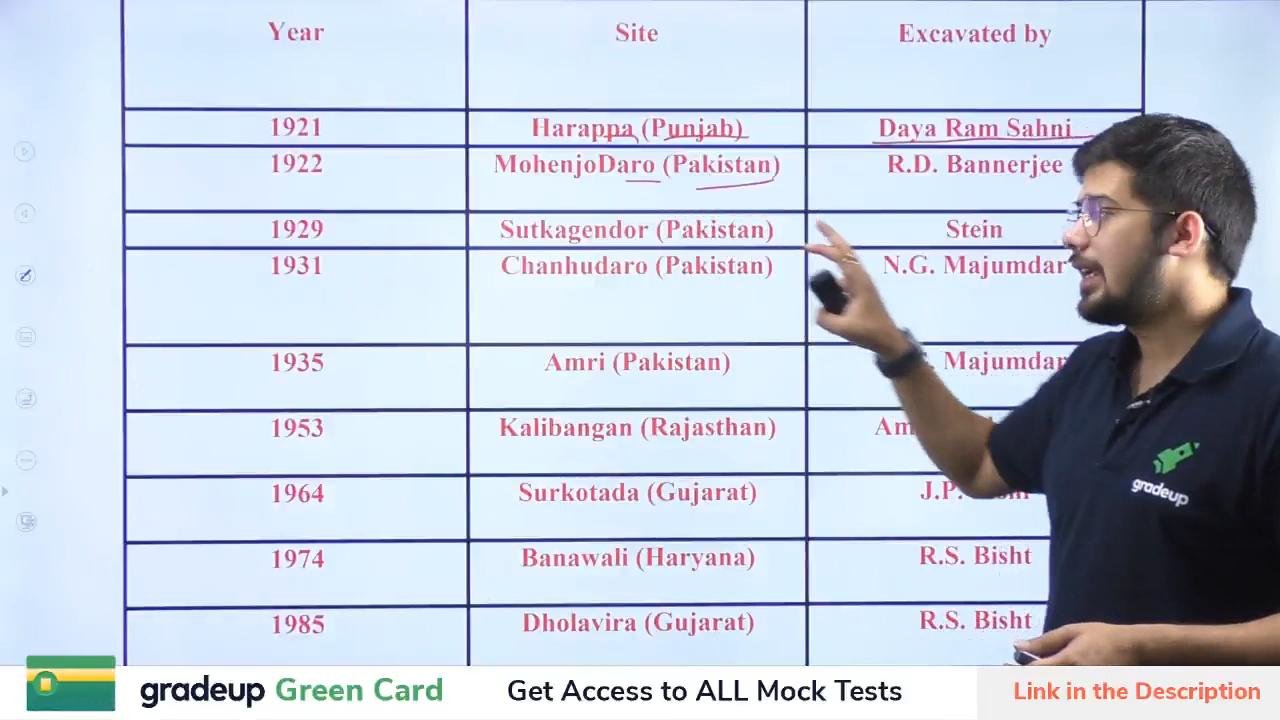 Year Site Excavated by
1921 Harappa (Punjab) Daya Ram Sahni
1922 MohenjoDaro (Pakistan) R.D. Bannerjee
1929 Sutkagendor (Pakistan) Stein
1931 Chanhudaro (Pakistan) N.G. Majumdar
1935 Amri (Pakistan) Majumdar
1953 Kalibangan (Rajasthan)
1964 Surkotada (Gujarat) J.P.
1974 Banawali (Haryana) R.S. Bisht
1985 Dholavira (Gujarat) R.S. Bisht
gradeup
gradeup Green Card Get Access to ALL Mock Tests Link in the Description